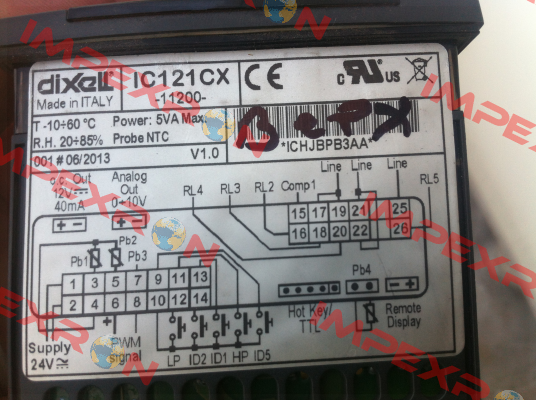 dixell
IC121CX
-11200-
CE
c RU us
Made in ITALY
T -10÷60 °C
Power: 5VA Max.
R.H. 20÷85%
Probe NTC
*ICHJBPB3AA*
001 # 06/2013
V1.0
o.c. Out
12V
40mA
Analog
Out
0÷10V
RL4
RL3
RL2
Comp1
Line
Line
Line
RL5
15 17 19 21 25
16 18 20 22 26
Pb1
Pb2
Pb3
1 3 5 7 9 11 13
2 4 6 8 10 12 14
Pb4
Hot Key/
TTL
Remote
Display
Supply
24V
PWM
signal
LP
ID2
ID1
HP
ID5
IMPEXRON